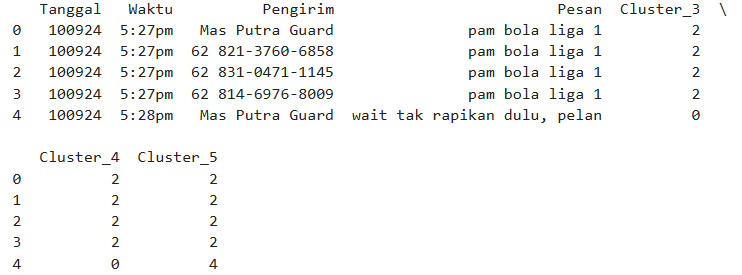 Tanggal Waktu Pengirim Pesan Cluster_3 \
0 100924 5:27pm Mas Putra Guard pam bola liga 1 2
1 100924 5:27pm 62 821-3760-6858 pam bola liga 1 2
2 100924 5:27pm 62 831-0471-1145 pam bola liga 1 2
3 100924 5:27pm 62 814-6976-8009 pam bola liga 1 2
4 100924 5:28pm Mas Putra Guard wait tak rapikan dulu, pelan 0
Cluster_4 Cluster_5
0 2 2
1 2 2
2 2 2
3 2 2
4 0 4